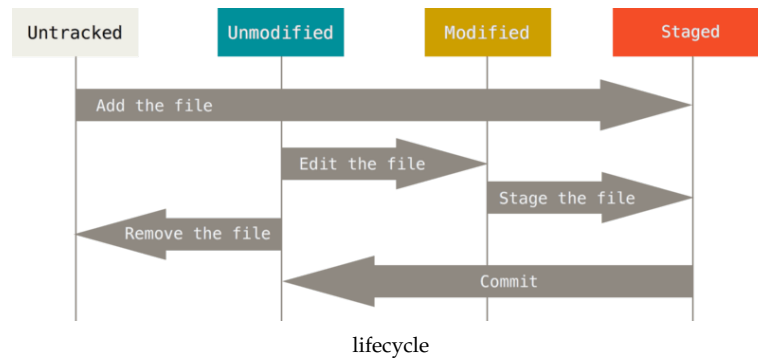 Untracked
Unmodified
Modified
Staged
Add the file
Edit the file
Stage the file
Remove the file
Commit
lifecycle